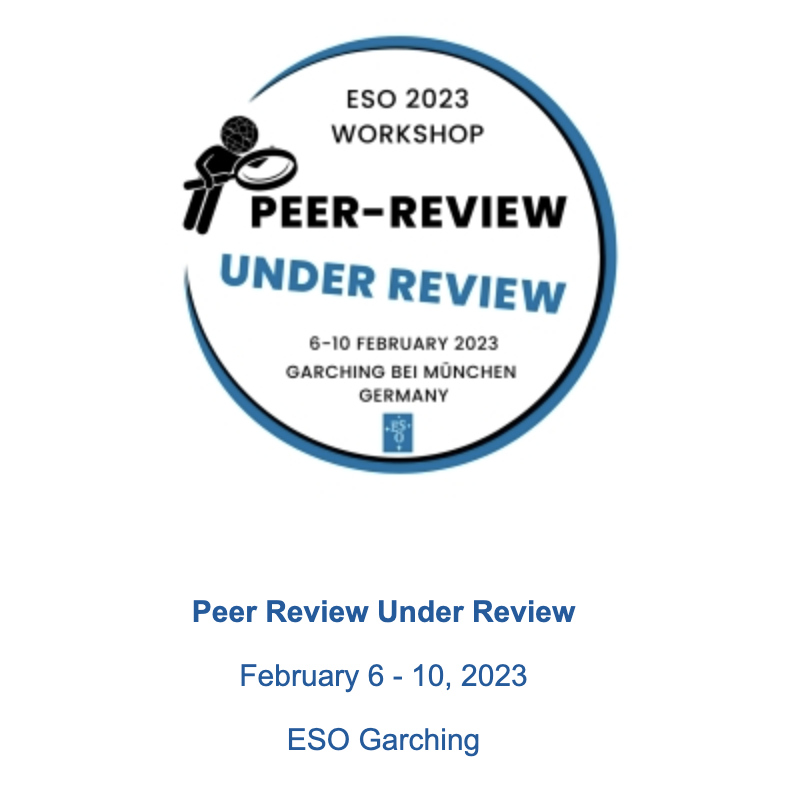 ESO 2023
WORKSHOP
PEER-REVIEW
UNDER REVIEW
6-10 FEBRUARY 2023
GARCHING BEI MÜNCHEN
GERMANY
ES
O
Peer Review Under Review
February 6 - 10, 2023
ESO Garching